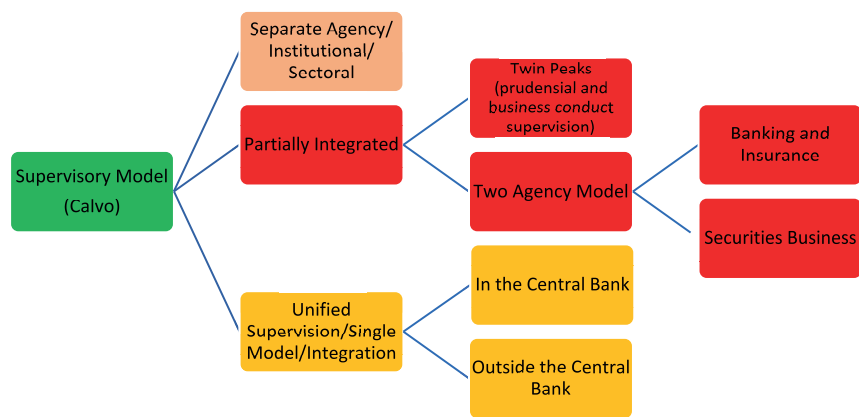 Supervisory Model
(Calvo)
Separate Agency/
Institutional/
Sectoral
Partially Integrated
Unified
Supervision/Single
Model/Integration
Twin Peaks
(prudensial and
business conduct
supervision)
Two Agency Model
In the Central Bank
Outside the Central
Bank
Banking and
Insurance
Securities Business